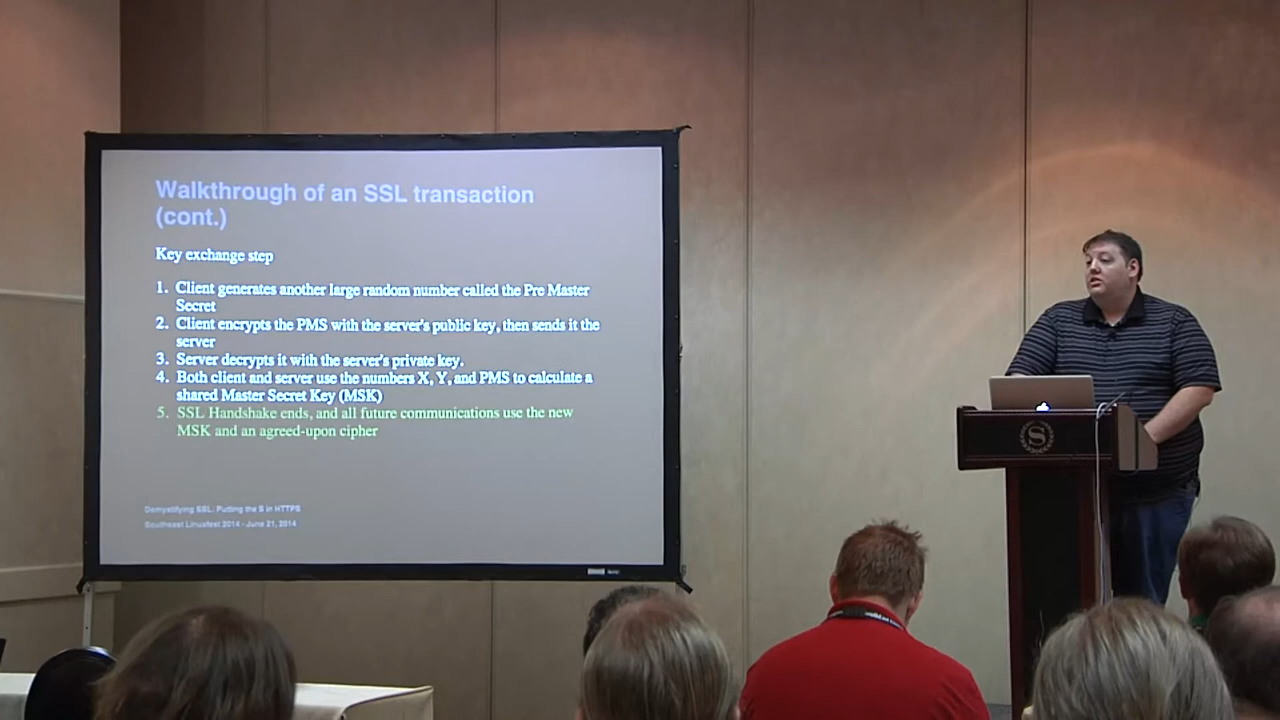 Walkthrough of an SSL transaction
(cont.)
Key exchange step
1. Client generates another large random number called the Pre Master
Secret
2. Client encrypts the PMS with the server's public key, then sends it the
server
3. Server decrypts it with the server's private key.
4. Both client and server use the numbers X, Y, and PMS to calculate a
shared Master Secret Key (MSK)
5. SSL Handshake ends, and all future communications use the new
MSK and an agreed-upon cipher
Demystifying SSL: Putting the S in HTTPS
Southeast Linuxfest 2014 - June 21, 2014
S